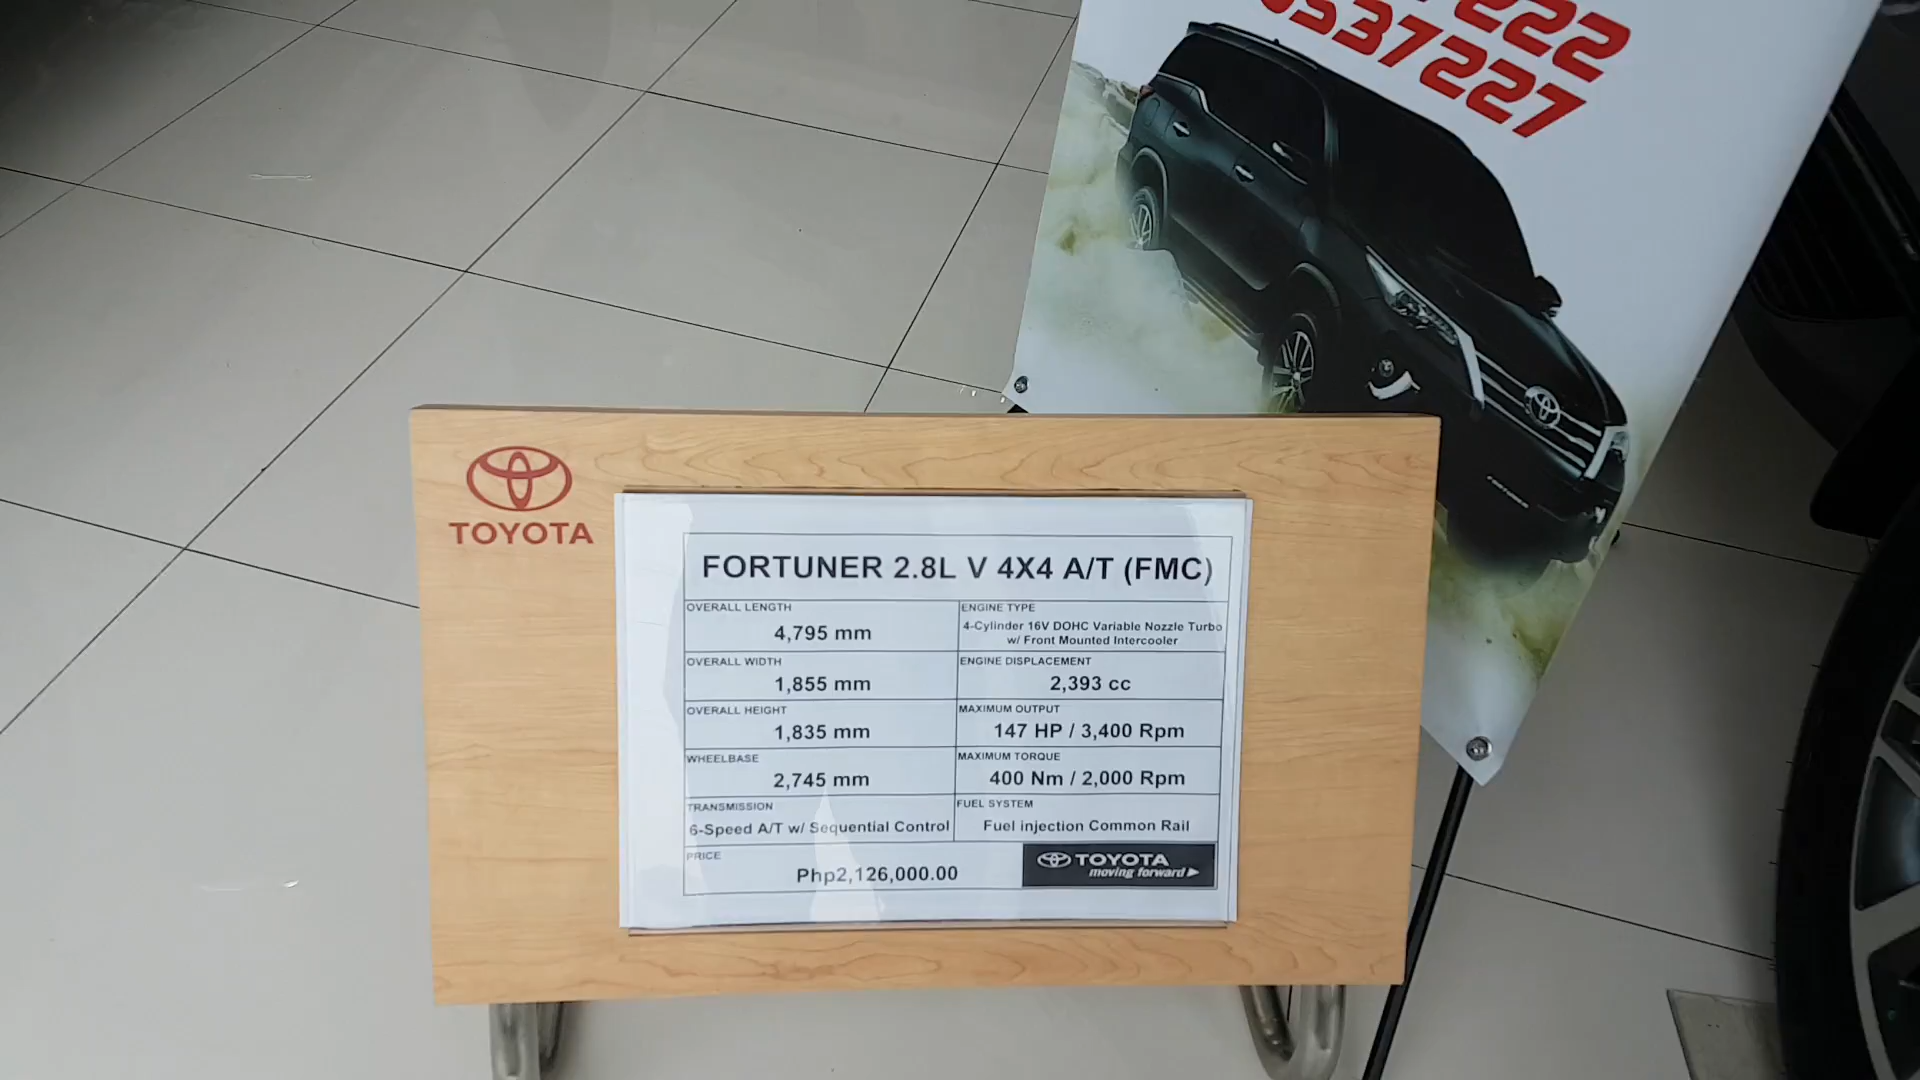 222
0537227
TOYOTA
FORTUNER 2.8L V 4X4 A/T (FMC)
OVERALL LENGTH
4,795 mm
ENGINE TYPE
4-Cylinder 16V DOHC Variable Nozzle Turbo
w/ Front Mounted Intercooler
OVERALL WIDTH
1,855 mm
ENGINE DISPLACEMENT
2,393 cc
OVERALL HEIGHT
1,835 mm
MAXIMUM OUTPUT
147 HP / 3,400 Rpm
WHEELBASE
2,745 mm
MAXIMUM TORQUE
400 Nm / 2,000 Rpm
TRANSMISSION
6-Speed A/T w/ Sequential Control
FUEL SYSTEM
Fuel injection Common Rail
PRICE
Php2,126,000.00
TOYOTA
moving forward
FORTUNER